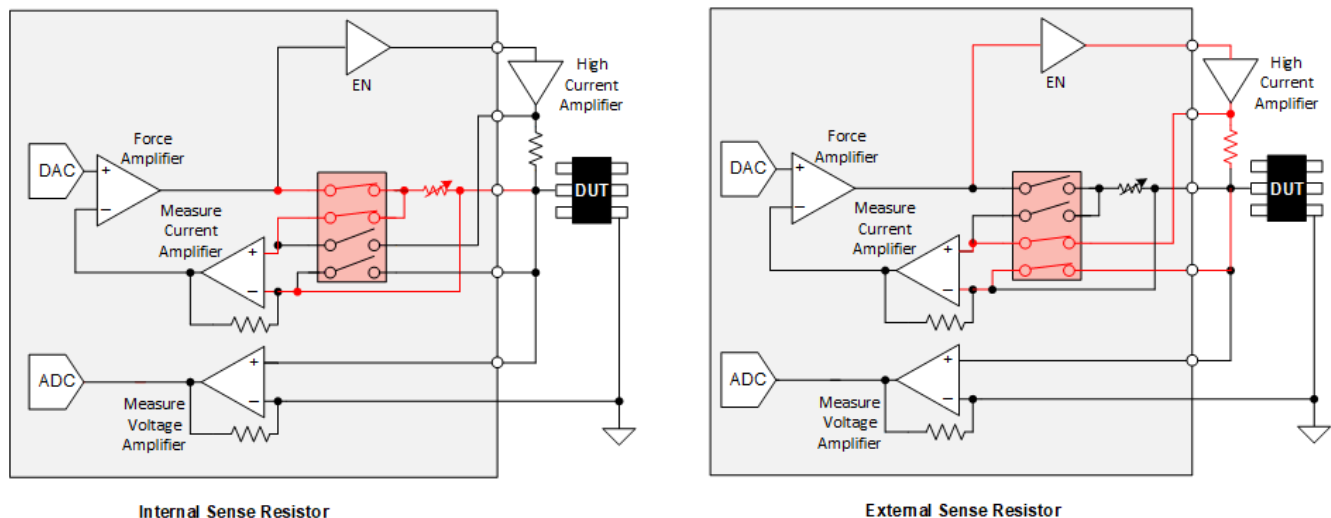 EN
High
Current
Amplifier
Force
Amplifier
DAC
+
−
DUT
Measure
Current
Amplifier
+
−
ADC
+
−
Measure
Voltage
Amplifier
Internal Sense Resistor
EN
High
Current
Amplifier
Force
Amplifier
DAC
+
−
DUT
Measure
Current
Amplifier
+
−
ADC
+
−
Measure
Voltage
Amplifier
External Sense Resistor